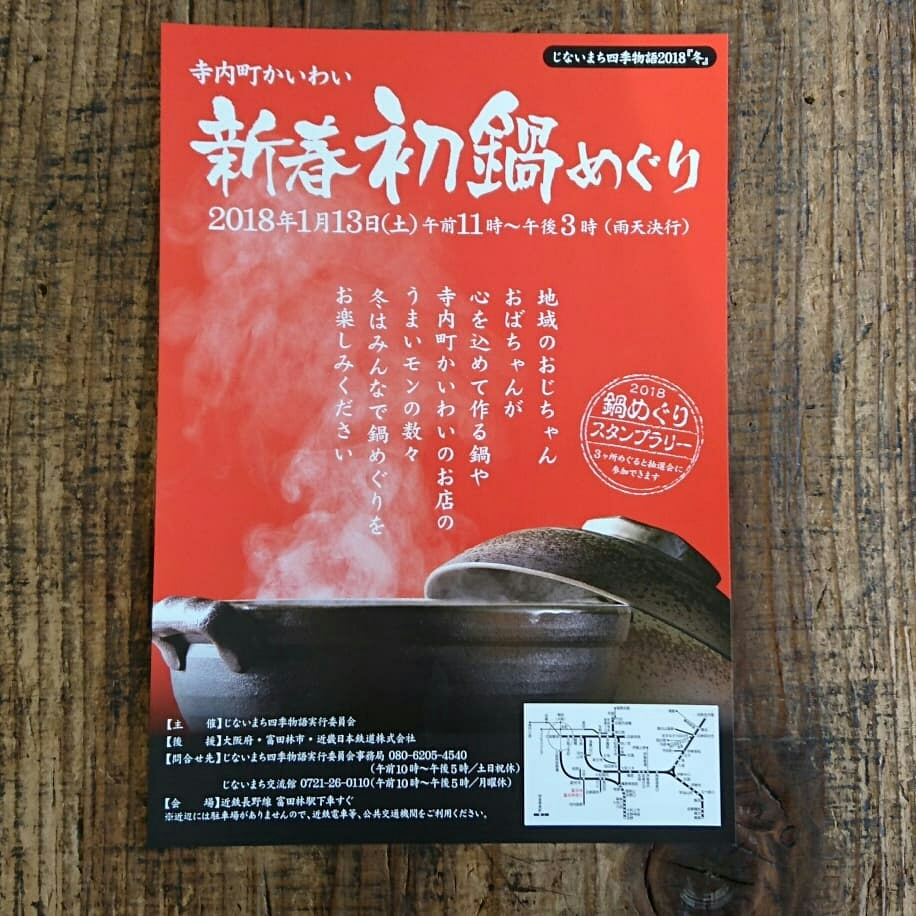 じないまち四季物語2018『冬』
寺内町かいわい
新春初鍋めぐり
2018年1月13日(土)午前11時〜午後3時(雨天決行)
地域のおじちゃん
おばちゃんが
心を込めて作る鍋や
寺内町かいわいのお店の
うまいモンの数々
冬はみんなで鍋めぐりを
お楽しみください
2018
鍋めぐり
スタンプラリー
3ヶ所めぐると抽選会に
参加できます
【主 催】じないまち四季物語実行委員会
【後 援】大阪府・富田林市・近畿日本鉄道株式会社
【問合せ先】じないまち四季物語実行委員会事務局 080-6205-4540
(午前10時〜午後5時/土日祝休)
じないまち交流館 0721-26-0110(午前10時〜午後5時/月曜休)
【会 場】近鉄長野線 富田林駅下車すぐ
※近辺には駐車場がありませんので、近鉄電車等、公共交通機関をご利用ください。